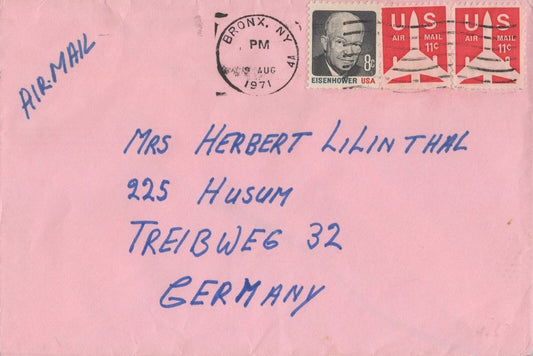 AIR-MAIL
BRONX, NY
PM
AUG
1971
4A
8c
EISENHOWER USA
US
AIR MAIL
11c
US
AIR MAIL
11c
MRS HERBERT LILINTHAL
225 HUSUM
TREIBWEG 32
GERMANY